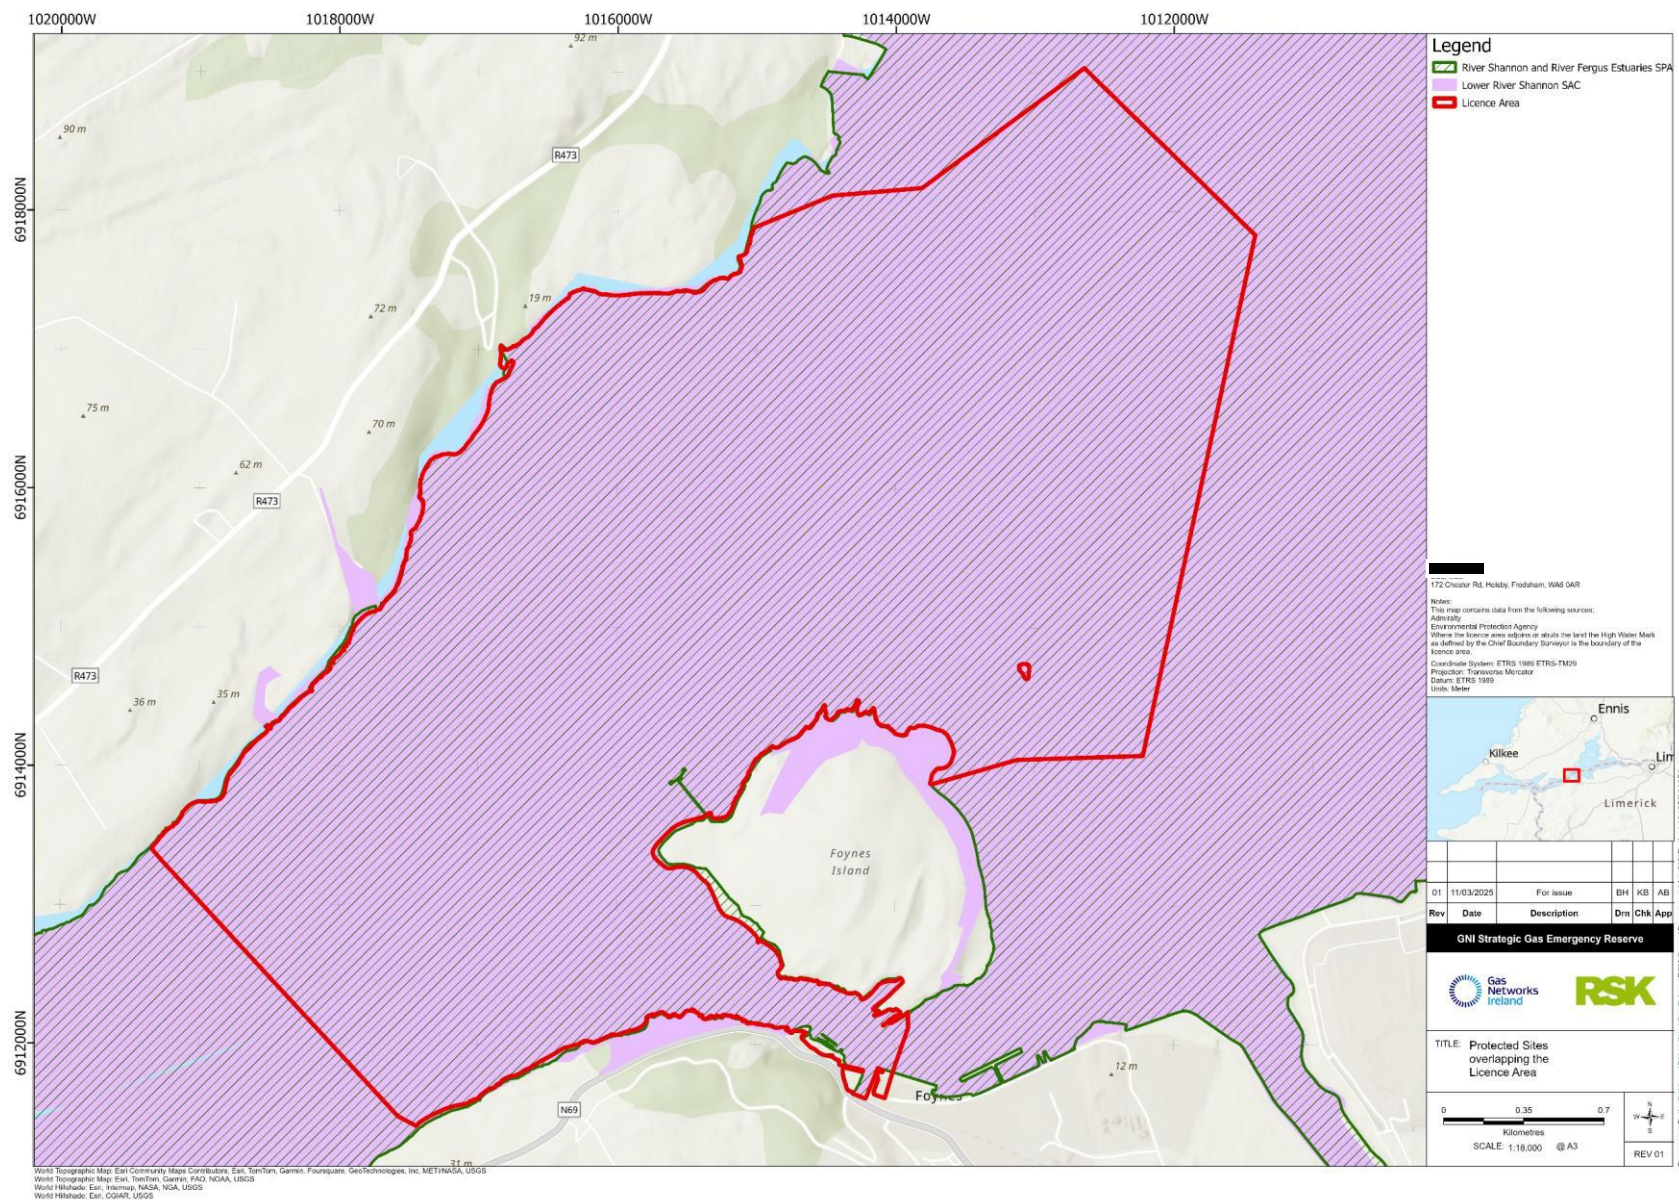 1020000W 1018000W 1016000W 1014000W 1012000W
6918000N
6916000N
6914000N
6912000N
92 m
90 m
R473
19 m
72 m
75 m
70 m
62 m
R473
R473
36 m
35 m
Foynes
Island
12 m
N69
31 m
Legend
River Shannon and River Fergus Estuaries SPA
Lower River Shannon SAC
Licence Area
172 Chester Rd, Helsby, Frodsham, WA6 0AR
Notes:
This map contains data from the following sources:
Admiralty
Environmental Protection Agency
Where the licence area adjoins or abuts the land the High Water Mark
as defined by the Chief Boundary Surveyor is the boundary of the
licence area.
Coordinate System: ETRS 1989 ETRS-TM29
Projection: Transverse Mercator
Datum: ETRS 1989
Units: Meter
Ennis
Kilkee
Lim
Limerick
01 11/03/2025 For issue BH KB AB
Rev Date Description Drn Chk App
GNI Strategic Gas Emergency Reserve
Gas
Networks
Ireland
RSK
TITLE: Protected Sites
overlapping the
Licence Area
0 0.35 0.7
Kilometres
SCALE: 1:18,000 @ A3
N
W E
S
REV 01
World Topographic Map: Esri Community Maps Contributors, Esri, TomTom, Garmin, Foursquare, GeoTechnologies, Inc, METI/NASA, USGS
World Topographic Map: Esri, TomTom, Garmin, FAO, NOAA, USGS
World Hillshade: Esri, Intermap, NASA, NGA, USGS
World Hillshade: Esri, CGIAR, USGS